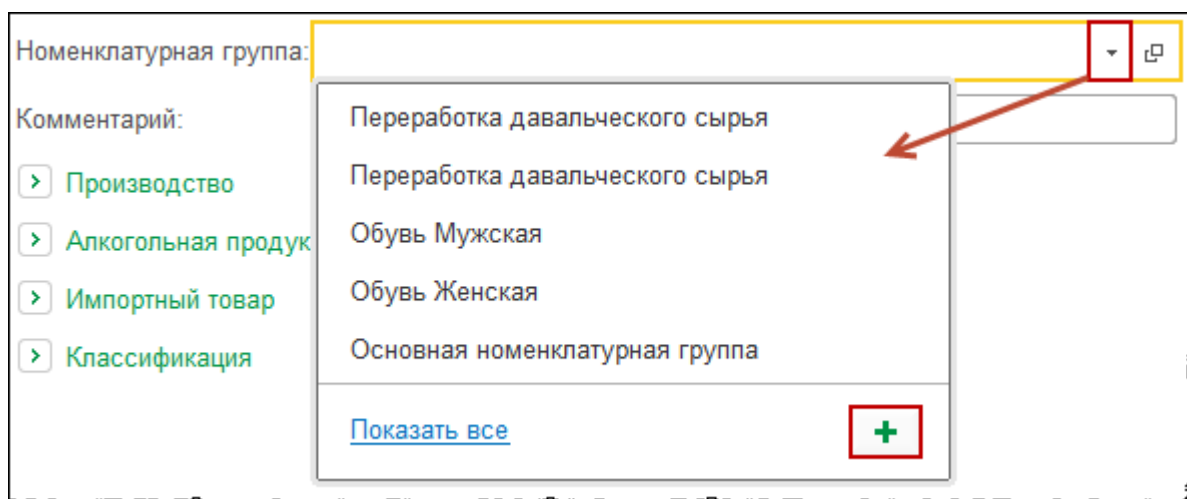 Номенклатурная группа:
Комментарий:
Переработка давальческого сырья
Производство
Переработка давальческого сырья
Алкогольная продук
Обувь Мужская
Импортный товар
Обувь Женская
Классификация
Основная номенклатурная группа
Показать все